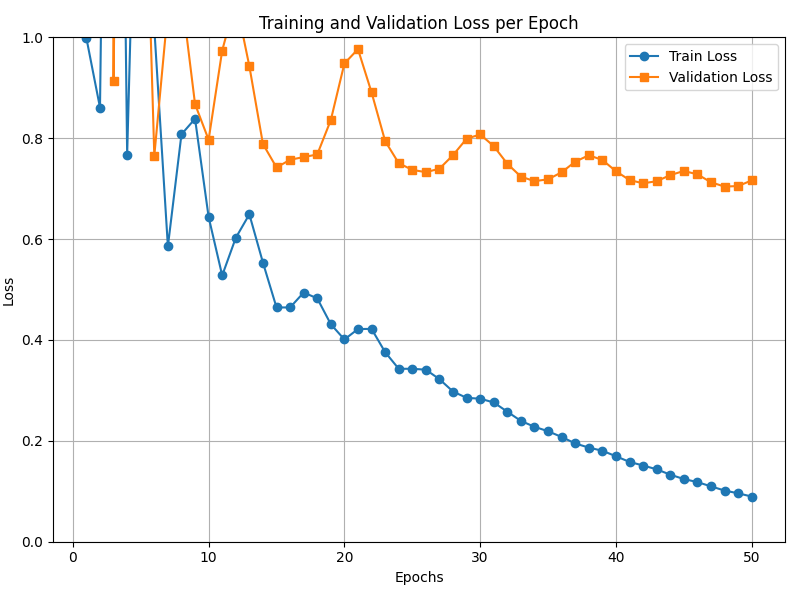 Training and Validation Loss per Epoch
Train Loss
Validation Loss
Loss
1.0
0.8
0.6
0.4
0.2
0.0
0 10 20 30 40 50
Epochs